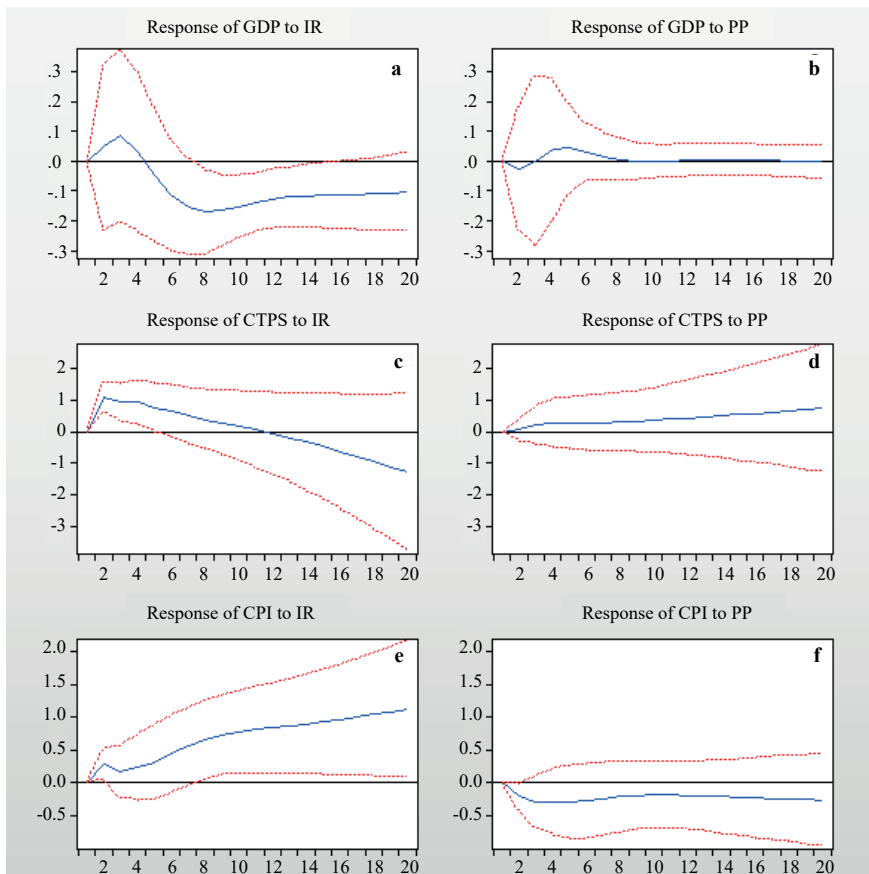 Response of GDP to IR
a
.3
.2
.1
.0
-.1
-.2
-.3
2 4 6 8 10 12 14 16 18 20
Response of GDP to PP
b
.3
.2
.1
.0
-.1
-.2
-.3
2 4 6 8 10 12 14 16 18 20
Response of CTPS to IR
c
2
1
0
-1
-2
-3
2 4 6 8 10 12 14 16 18 20
Response of CTPS to PP
d
2
1
0
-1
-2
-3
2 4 6 8 10 12 14 16 18 20
Response of CPI to IR
e
2.0
1.5
1.0
0.5
0.0
-0.5
2 4 6 8 10 12 14 16 18 20
Response of CPI to PP
f
2.0
1.5
1.0
0.5
0.0
-0.5
2 4 6 8 10 12 14 16 18 20